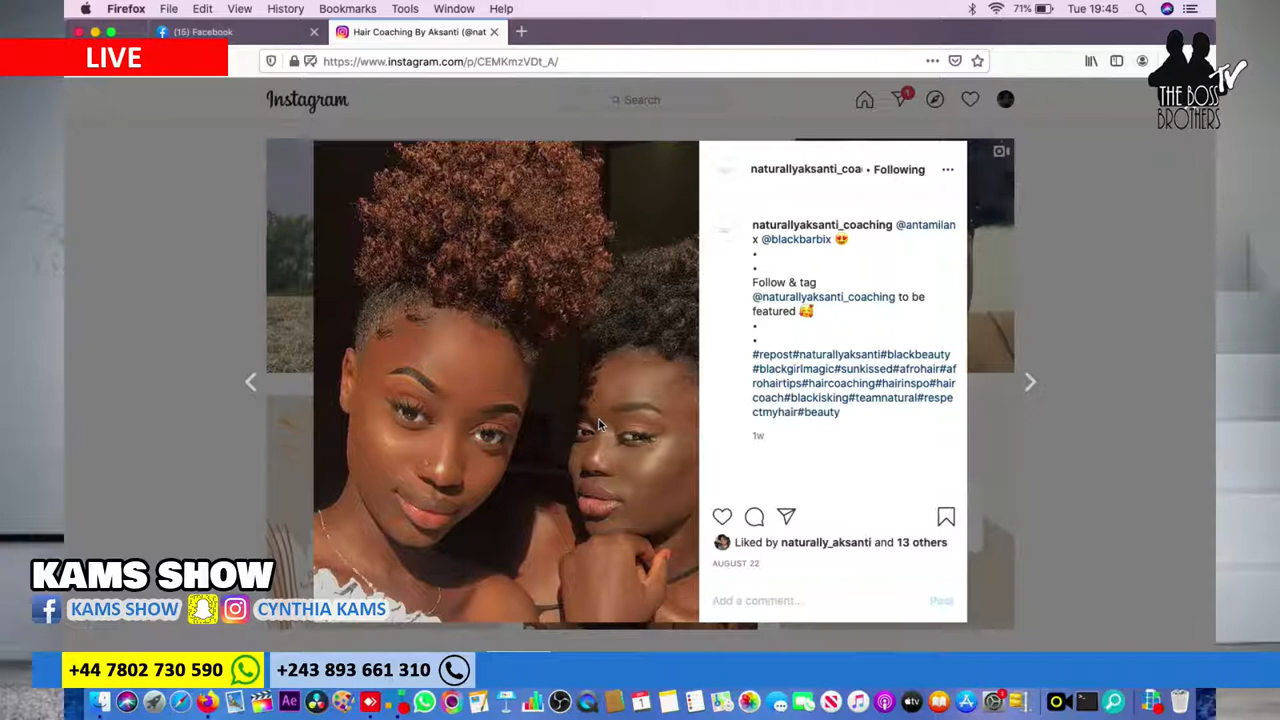 Firefox File Edit View History Bookmarks Tools Window Help
71% Tue 19:45
(15) Facebook
Hair Coaching By Aksanti (@nat
LIVE
https://www.instagram.com/p/CEMKmzVDt_A/
THE BOSS
BROTHERS
TV
Instagram
Search
1
naturallyaksanti_coa • Following
naturallyaksanti_coaching @antamilan
x @blackbarbix 😍
•
•
Follow & tag
@naturallyaksanti_coaching to be
featured 🥰
•
•
#repost#naturallyaksanti#blackbeauty
#blackgirlmagic#sunkissed#afrohair#af
rohairtips#haircoaching#hairinspo#hair
coach#blackisking#teamnatural#respe
ctmyhair#beauty
1w
Liked by naturally_aksanti and 13 others
AUGUST 22
Add a comment...
Post
KAMS SHOW
KAMS SHOW
CYNTHIA KAMS
+44 7802 730 590
+243 893 661 310